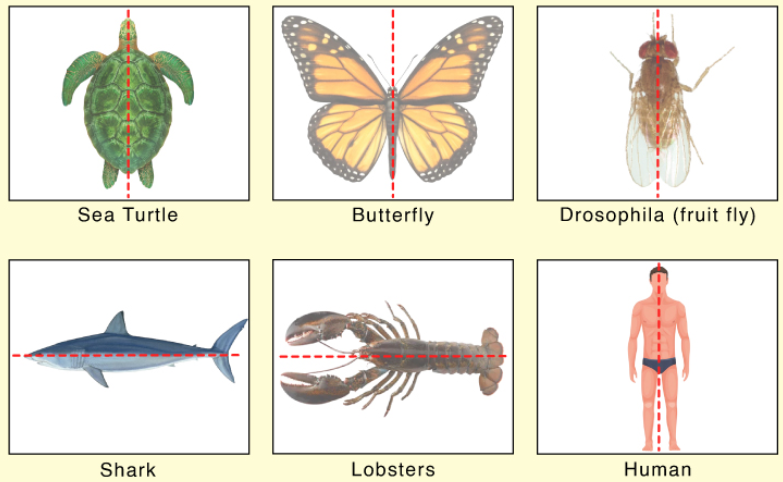 Sea Turtle
Butterfly
Drosophila (fruit fly)
Shark
Lobsters
Human